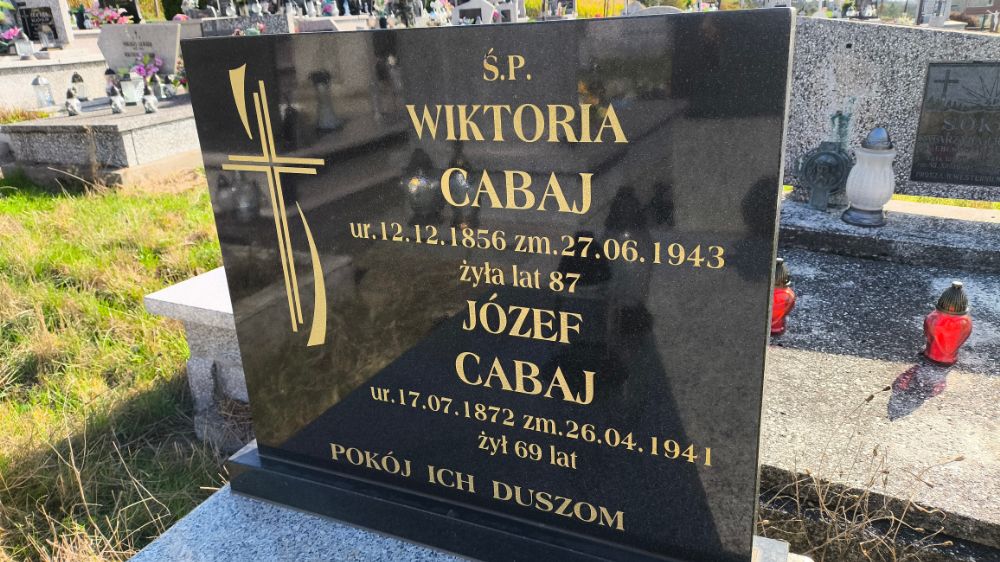 Ś.P.
WIKTORIA
CABAJ
ur.12.12.1856 zm.27.06.1943
żyła lat 87
JÓZEF
CABAJ
ur.17.07.1872 zm.26.04.1941
żył 69 lat
POKÓJ ICH DUSZOM